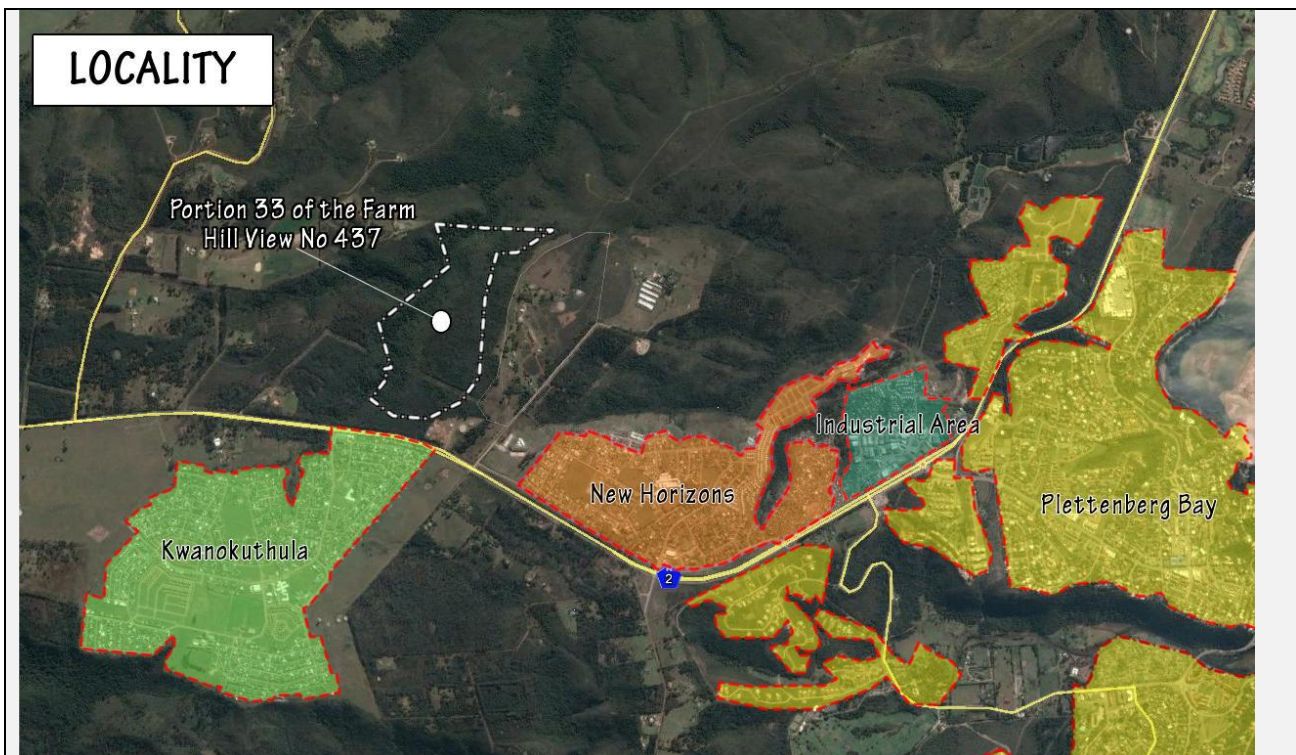 LOCALITY
Portion 33 of the Farm
Hill View No 437
Industrial Area
New Horizons
Plettenberg Bay
Kwanokuthula
2